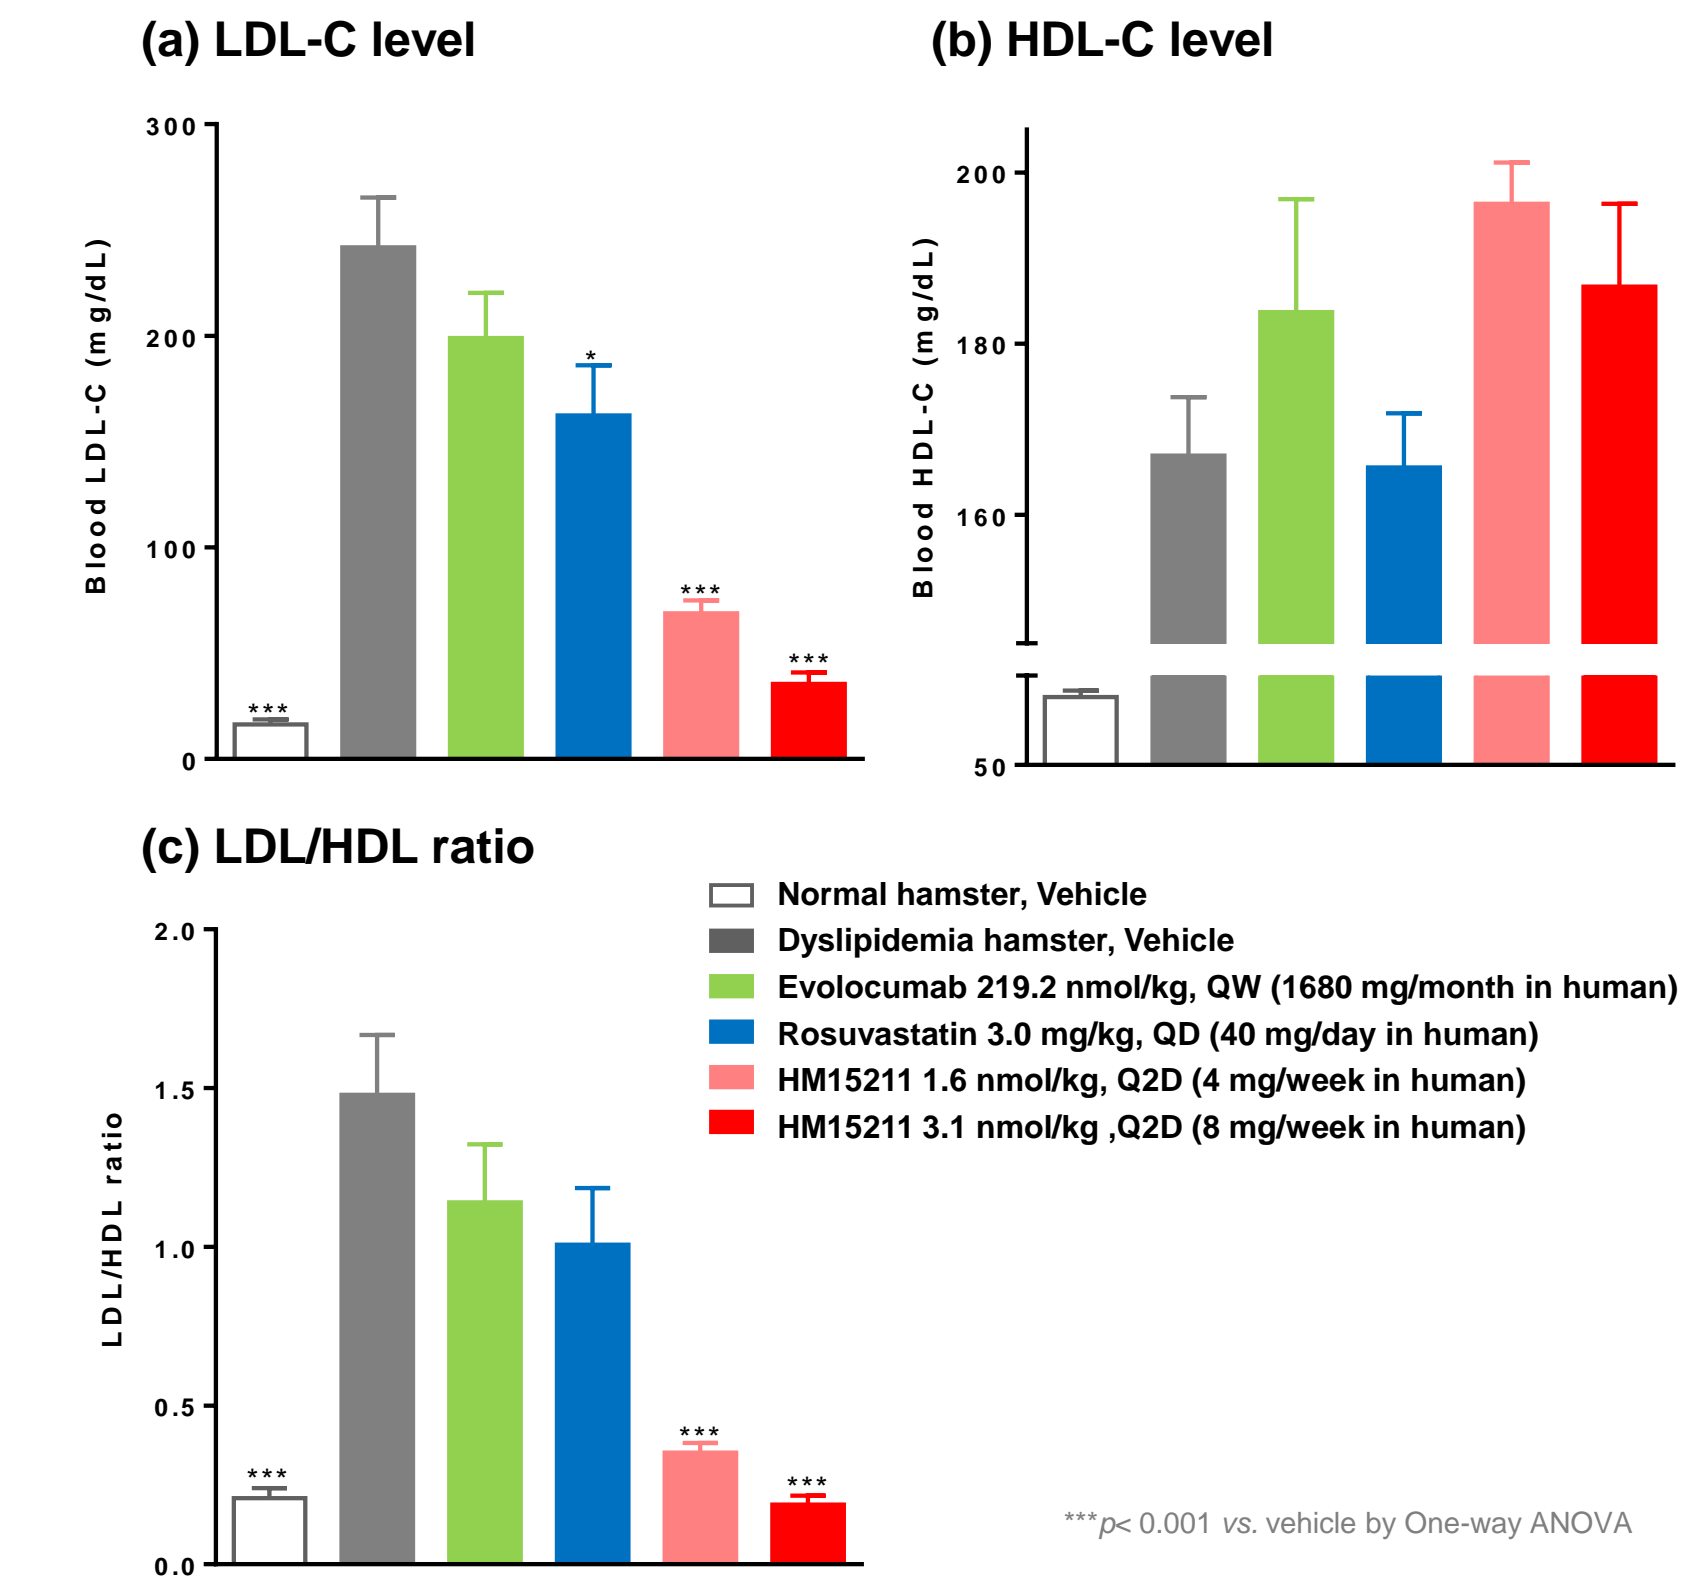 (a) LDL-C level
(b) HDL-C level
Blood LDL-C (mg/dL)
300
200
100
0
***
*
***
***
Blood HDL-C (mg/dL)
200
180
160
50
(c) LDL/HDL ratio
LDL/HDL ratio
2.0
1.5
1.0
0.5
0.0
***
***
***
Normal hamster, Vehicle
Dyslipidemia hamster, Vehicle
Evolocumab 219.2 nmol/kg, QW (1680 mg/month in human)
Rosuvastatin 3.0 mg/kg, QD (40 mg/day in human)
HM15211 1.6 nmol/kg, Q2D (4 mg/week in human)
HM15211 3.1 nmol/kg ,Q2D (8 mg/week in human)
***p< 0.001 vs. vehicle by One-way ANOVA